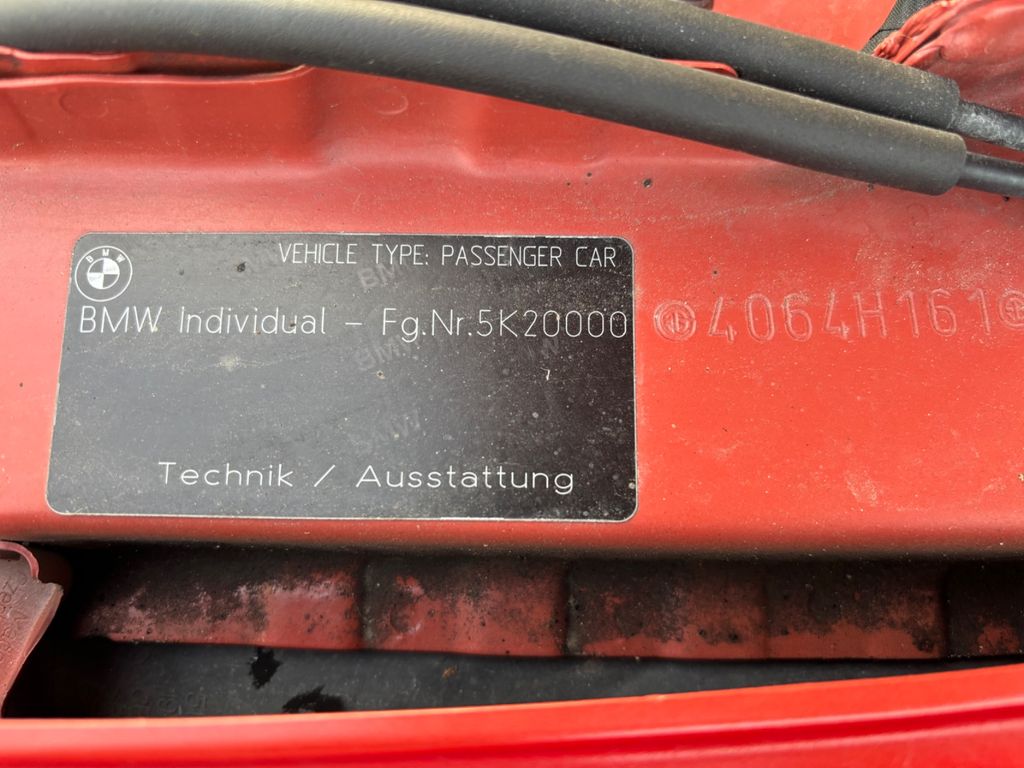 BMW
VEHICLE TYPE: PASSENGER CAR
BMW Individual - Fg.Nr.5K20000
4064H161
Technik / Ausstattung